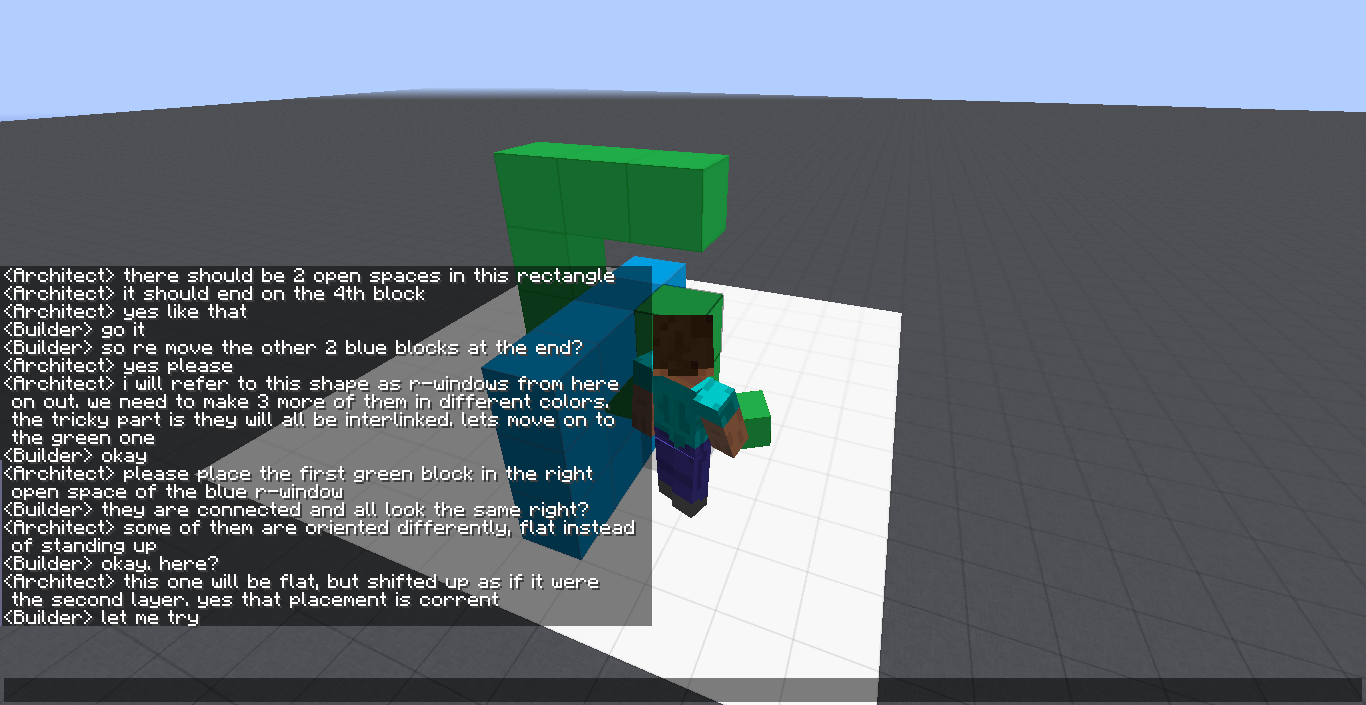 <Architect> there should be 2 open spaces in this rectangle
<Architect> it should end on the 4th block
<Architect> yes like that
<Builder> go it
<Builder> so re move the other 2 blue blocks at the end?
<Architect> yes please
<Architect> i will refer to this shape as r-windows from here
on out. we need to make 3 more of them in different colors.
the tricky part is they will all be interlinked. lets move on to
the green one
<Builder> okay
<Architect> please place the first green block in the right
open space of the blue r-window
<Builder> they are connected and all look the same right?
<Architect> some of them are oriented differently, flat instead
of standing up
<Builder> okay. here?
<Architect> this one will be flat, but shifted up as if it were
the second layer. yes that placement is corrent
<Builder> let me try